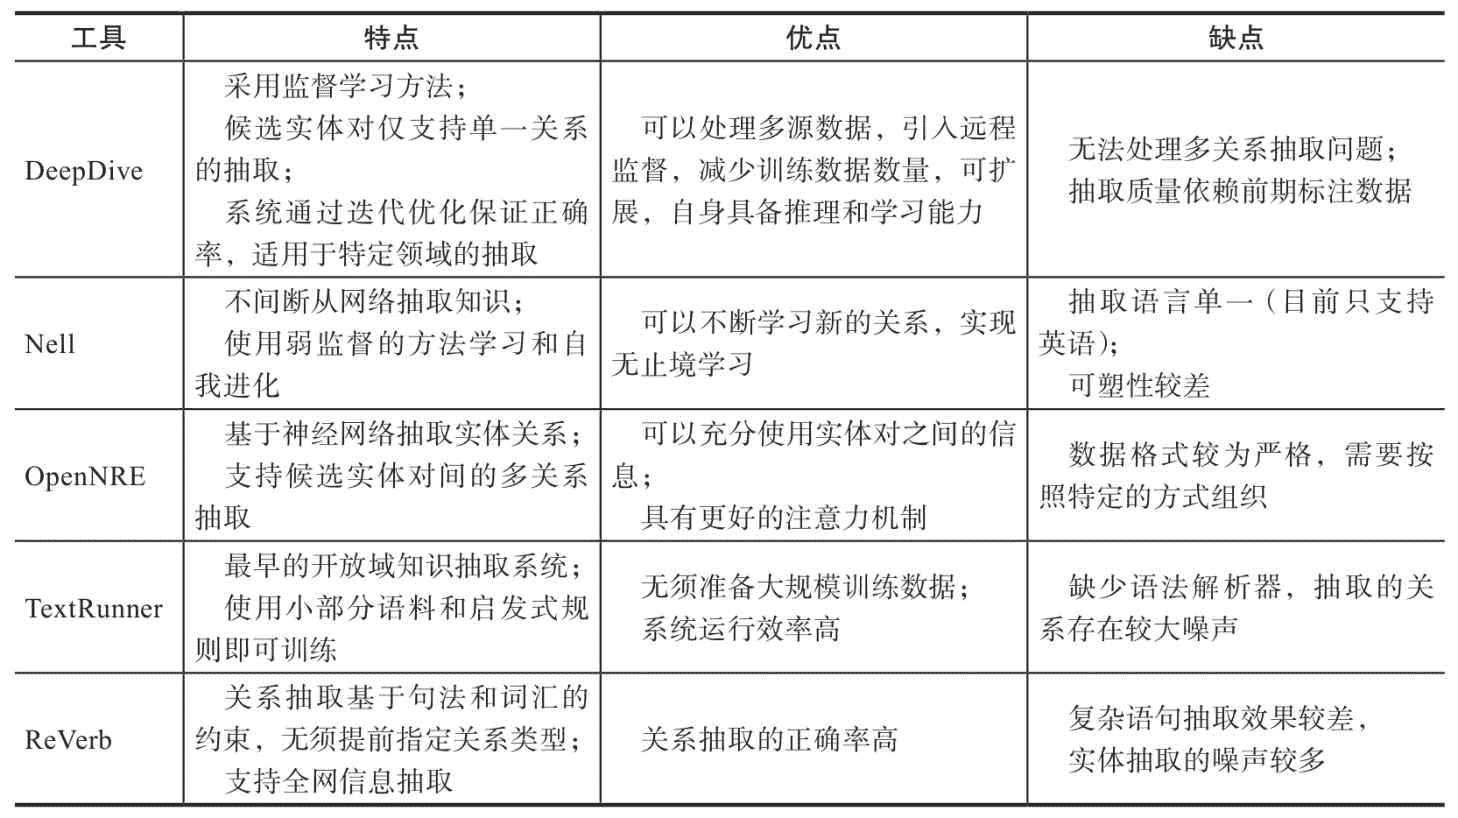 工具 特点 优点 缺点
DeepDive
采用监督学习方法；
候选实体对仅支持单一关系
的抽取；
系统通过迭代优化保证正确
率，适用于特定领域的抽取
可以处理多源数据，引入远程
监督，减少训练数据数量，可扩
展，自身具备推理和学习能力
无法处理多关系抽取问题；
抽取质量依赖前期标注数据
Nell
不间断从网络抽取知识；
使用弱监督的方法学习和自
我进化
可以不断学习新的关系，实现
无止境学习
抽取语言单一（目前只支持
英语）；
可塑性较差
OpenNRE
基于神经网络抽取实体关系；
支持候选实体对间的多关系
抽取
可以充分使用实体对之间的信
息；
具有更好的注意力机制
数据格式较为严格，需要按
照特定的方式组织
TextRunner
最早的开放域知识抽取系统；
使用小部分语料和启发式规
则即可训练
无须准备大规模训练数据；
系统运行效率高
缺少语法解析器，抽取的关
系存在较大噪声
ReVerb
关系抽取基于句法和词汇的
约束，无须提前指定关系类型；
支持全网信息抽取
关系抽取的正确率高
复杂语句抽取效果较差，
实体抽取的噪声较多